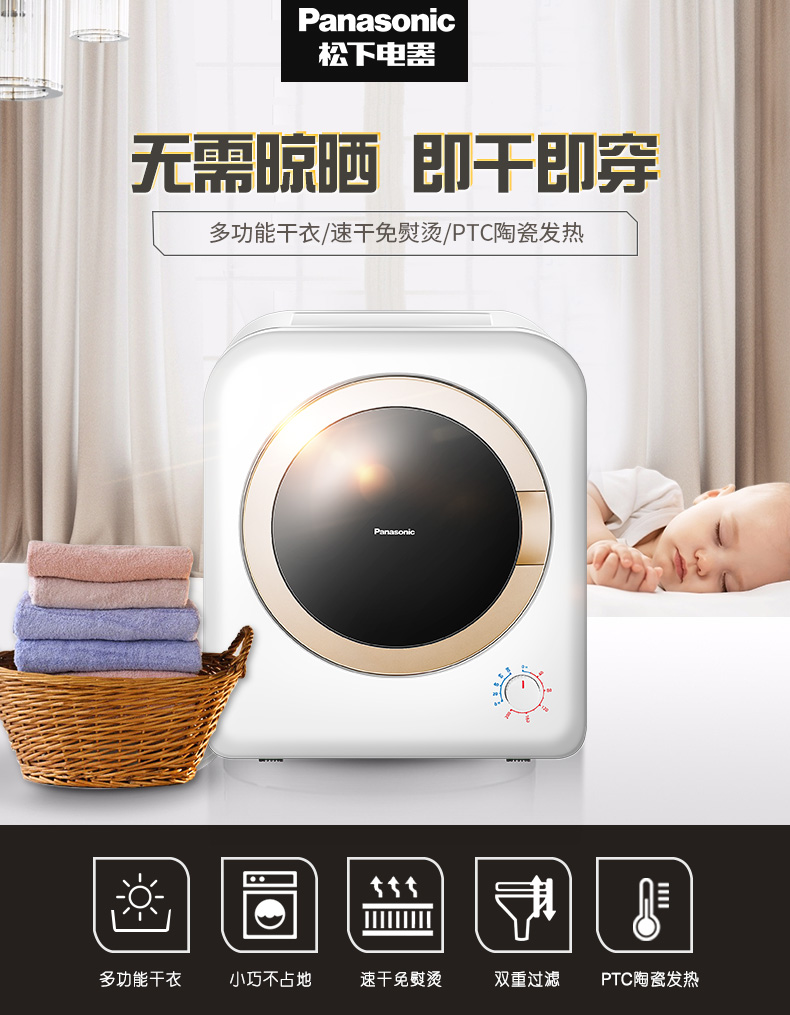 Panasonic
松下电器
无需晾晒 即干即穿
多功能干衣/速干免熨烫/PTC陶瓷发热
Panasonic
多功能干衣
小巧不占地
速干免熨烫
双重过滤
PTC陶瓷发热